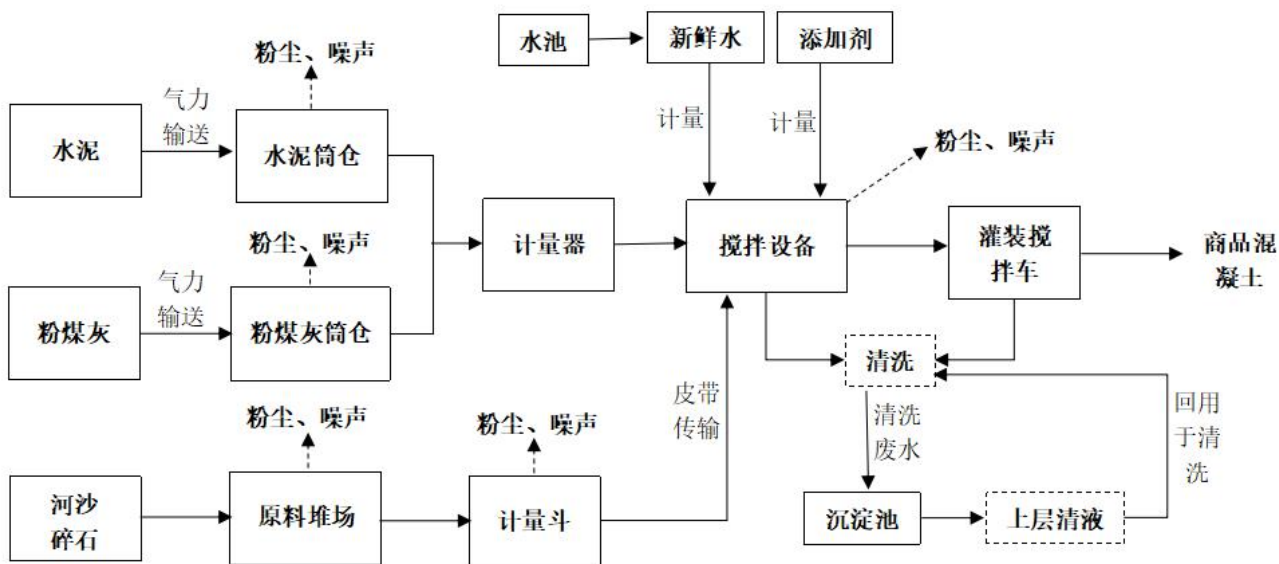 水池
新鲜水
添加剂
粉尘、噪声
气力
输送
计量
计量
水泥
水泥筒仓
粉尘、噪声
计量器
搅拌设备
灌装搅
拌车
商品混
凝土
粉尘、噪声
气力
输送
粉煤灰
粉煤灰筒仓
清洗
皮带
传输
清洗
废水
回用
于清
洗
粉尘、噪声
粉尘、噪声
河沙
碎石
原料堆场
计量斗
沉淀池
上层清液